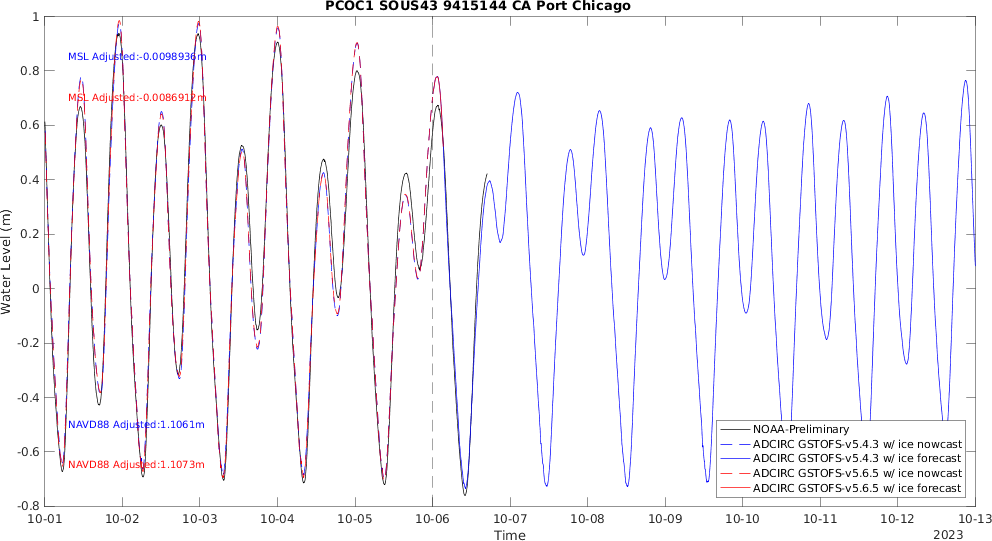 PCOC1 SOUS43 9415144 CA Port Chicago
Water Level (m)
1
0.8
0.6
0.4
0.2
0
-0.2
-0.4
-0.6
-0.8
MSL Adjusted:-0.0098936m
MSL Adjusted:-0.0086912m
NAVD88 Adjusted:1.1061m
NAVD88 Adjusted:1.1073m
NOAA-Preliminary
ADCIRC GSTOFS-v5.4.3 w/ ice nowcast
ADCIRC GSTOFS-v5.4.3 w/ ice forecast
ADCIRC GSTOFS-v5.6.5 w/ ice nowcast
ADCIRC GSTOFS-v5.6.5 w/ ice forecast
10-01 10-02 10-03 10-04 10-05 10-06 10-07 10-08 10-09 10-10 10-11 10-12 10-13
Time
2023